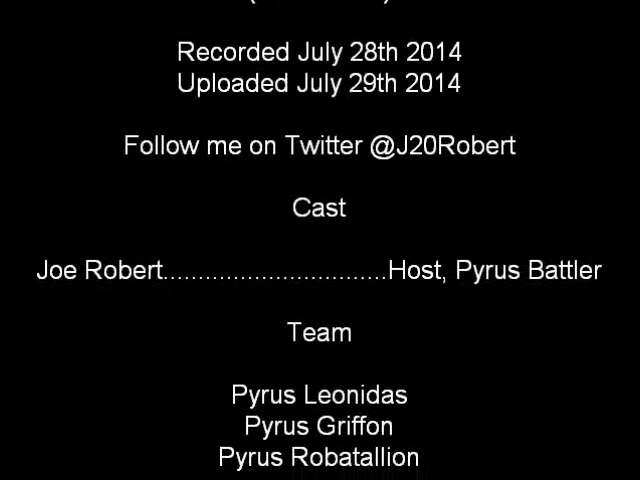 Recorded July 28th 2014
Uploaded July 29th 2014
Follow me on Twitter @J20Robert
Cast
Joe Robert................................Host, Pyrus Battler
Team
Pyrus Leonidas
Pyrus Griffon
Pyrus Robatallion